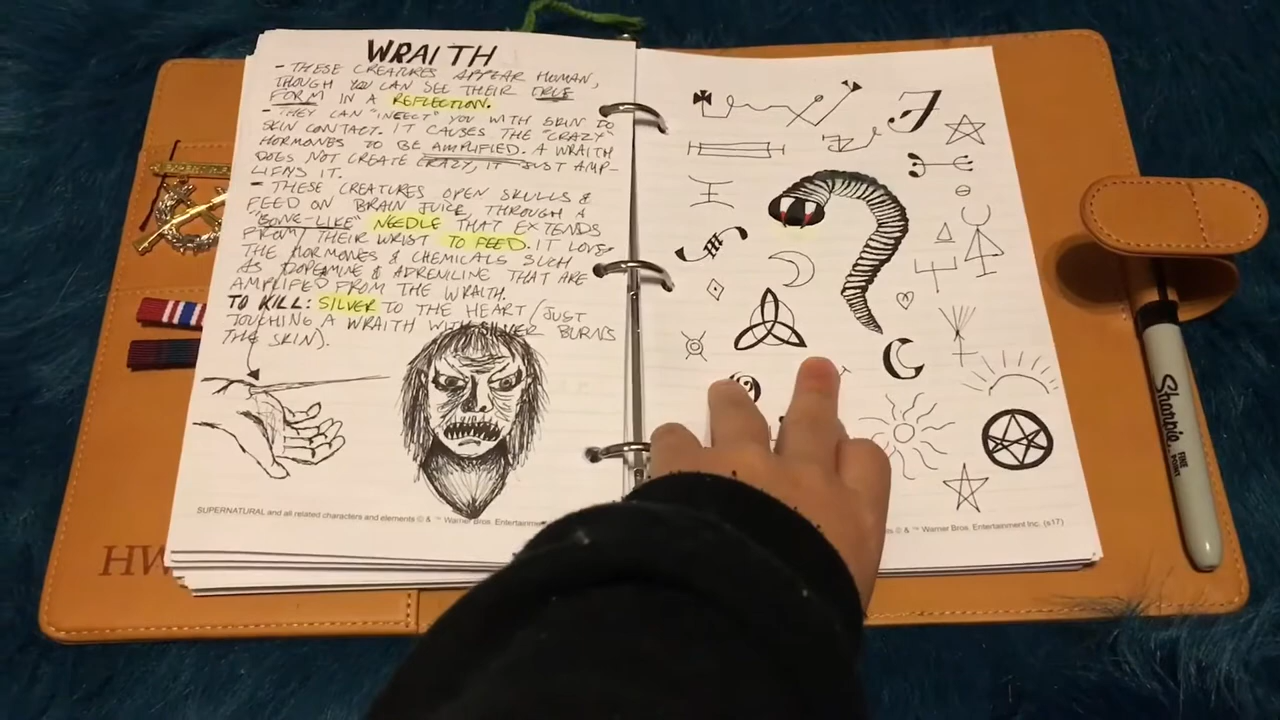 WRAITH
- THESE CREATURES APPEAR HUMAN,
THOUGH YOU CAN SEE THEIR TRUE
FORM IN A REFLECTION.
- THEY CAN "INFECT" YOU WITH SKIN TO
SKIN CONTACT. IT CAUSES THE "CRAZY"
HORMONES TO BE AMPLIFIED. A WRAITH
DOES NOT CREATE CRAZY, IT JUST AMP-
LIFIES IT.
- THESE CREATURES OPEN SKULLS &
FEED ON BRAIN JUICE, THROUGH A
"BONE-LIKE" NEEDLE THAT EXTENDS
FROM THEIR WRIST TO FEED. IT LOVES
THE HORMONES & CHEMICALS SUCH
AS DOPAMINE & ADRENILINE THAT ARE
AMPLIFIED FROM THE WRAITH.
TO KILL: SILVER TO THE HEART (JUST
TOUCHING A WRAITH WITH SILVER BURNS
THE SKIN).
SUPERNATURAL and all related characters and elements © & ™ Warner Bros. Entertainment
HW
© & ™ Warner Bros. Entertainment Inc. (s17)
Sharpie
FINE
POINT